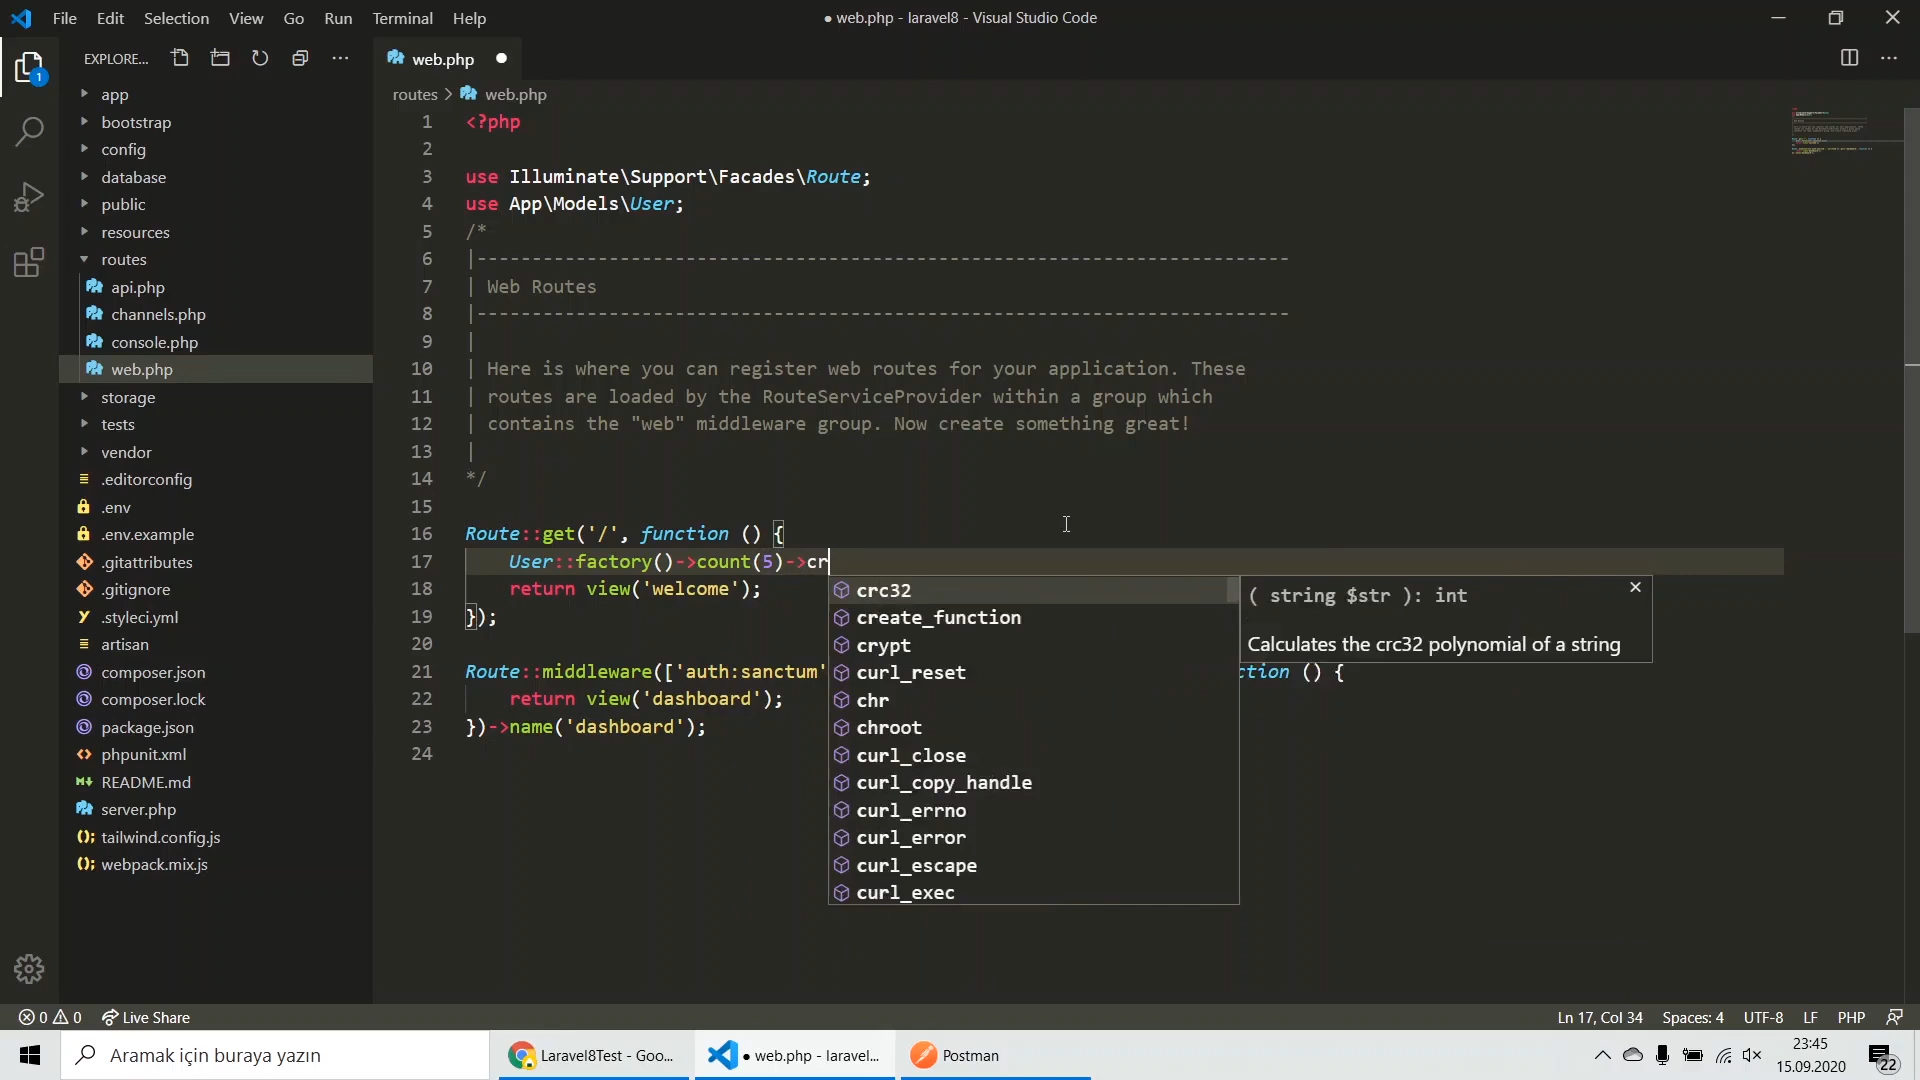 File Edit Selection View Go Run Terminal Help
● web.php - laravel8 - Visual Studio Code
EXPLORE...
1
web.php
routes > web.php
app
bootstrap
config
database
public
resources
routes
api.php
channels.php
console.php
web.php
storage
tests
vendor
.editorconfig
.env
.env.example
.gitattributes
.gitignore
.styleci.yml
artisan
composer.json
composer.lock
package.json
phpunit.xml
README.md
server.php
tailwind.config.js
webpack.mix.js
1 <?php
2
3 use Illuminate\Support\Facades\Route;
4 use App\Models\User;
5 /*
6 |--------------------------------------------------------------------------
7 | Web Routes
8 |--------------------------------------------------------------------------
9 |
10 | Here is where you can register web routes for your application. These
11 | routes are loaded by the RouteServiceProvider within a group which
12 | contains the "web" middleware group. Now create something great!
13 |
14 */
15
16 Route::get('/', function () {
17     User::factory()->count(5)->cr
18     return view('welcome');
19 });
20
21 Route::middleware(['auth:sanctum' ction () {
22     return view('dashboard');
23 })->name('dashboard');
24
crc32
create_function
crypt
curl_reset
chr
chroot
curl_close
curl_copy_handle
curl_errno
curl_error
curl_escape
curl_exec
( string $str ): int
Calculates the crc32 polynomial of a string
0 0 Live Share
Ln 17, Col 34 Spaces: 4 UTF-8 LF PHP
Aramak için buraya yazın
Laravel8Test - Goo...
● web.php - laravel...
Postman
23:45
15.09.2020
22